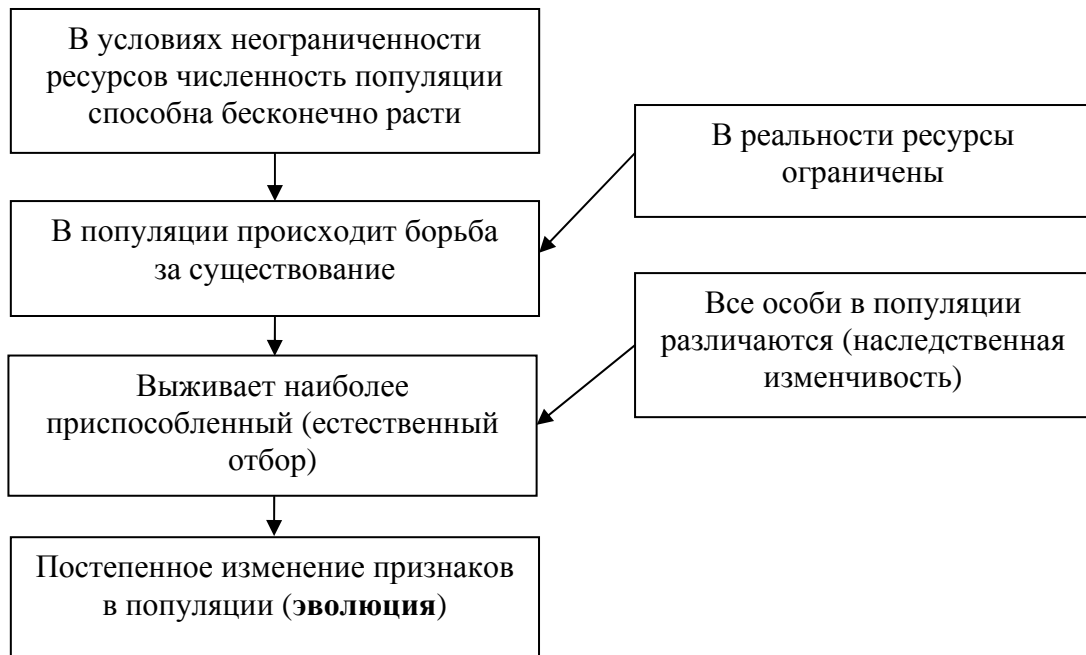 В условиях неограниченности
ресурсов численность популяции
способна бесконечно расти
В реальности ресурсы
ограничены
В популяции происходит борьба
за существование
Все особи в популяции
различаются (наследственная
изменчивость)
Выживает наиболее
приспособленный (естественный
отбор)
Постепенное изменение признаков
в популяции (эволюция)